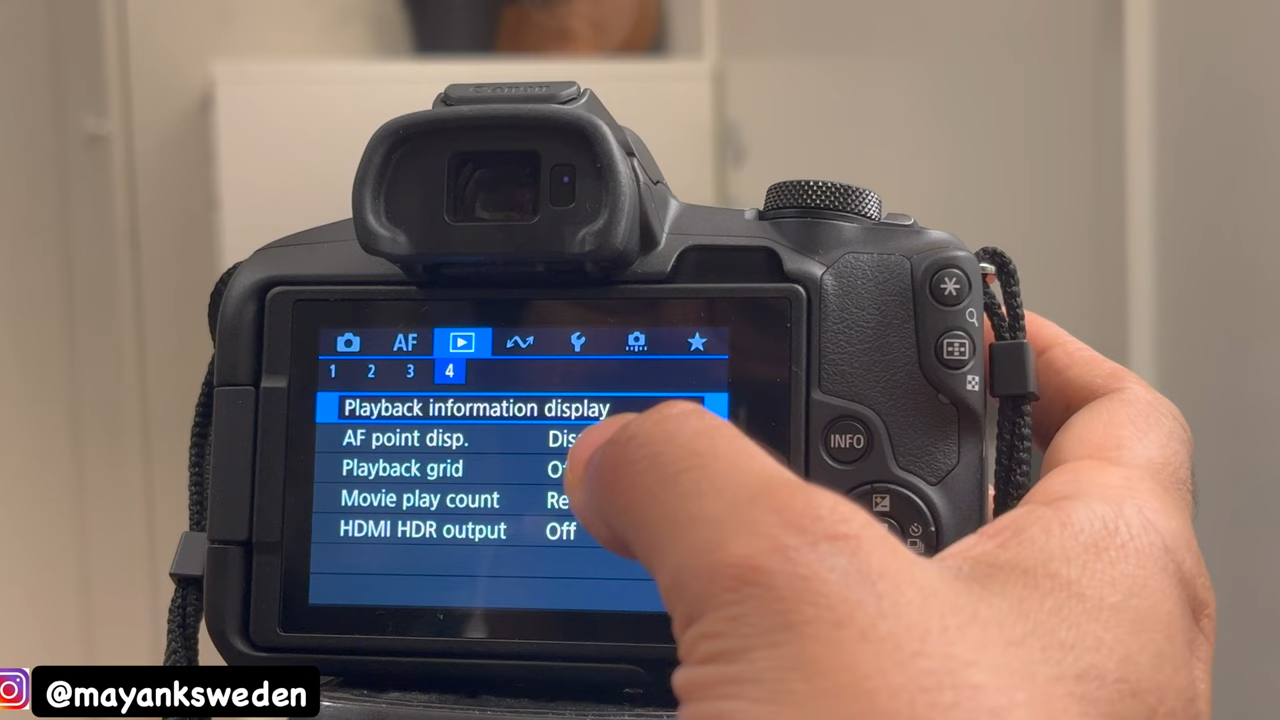 Canon
AF
1 2 3 4
Playback information display
AF point disp.
Playback grid
Movie play count
HDMI HDR output Off
INFO
@mayanksweden